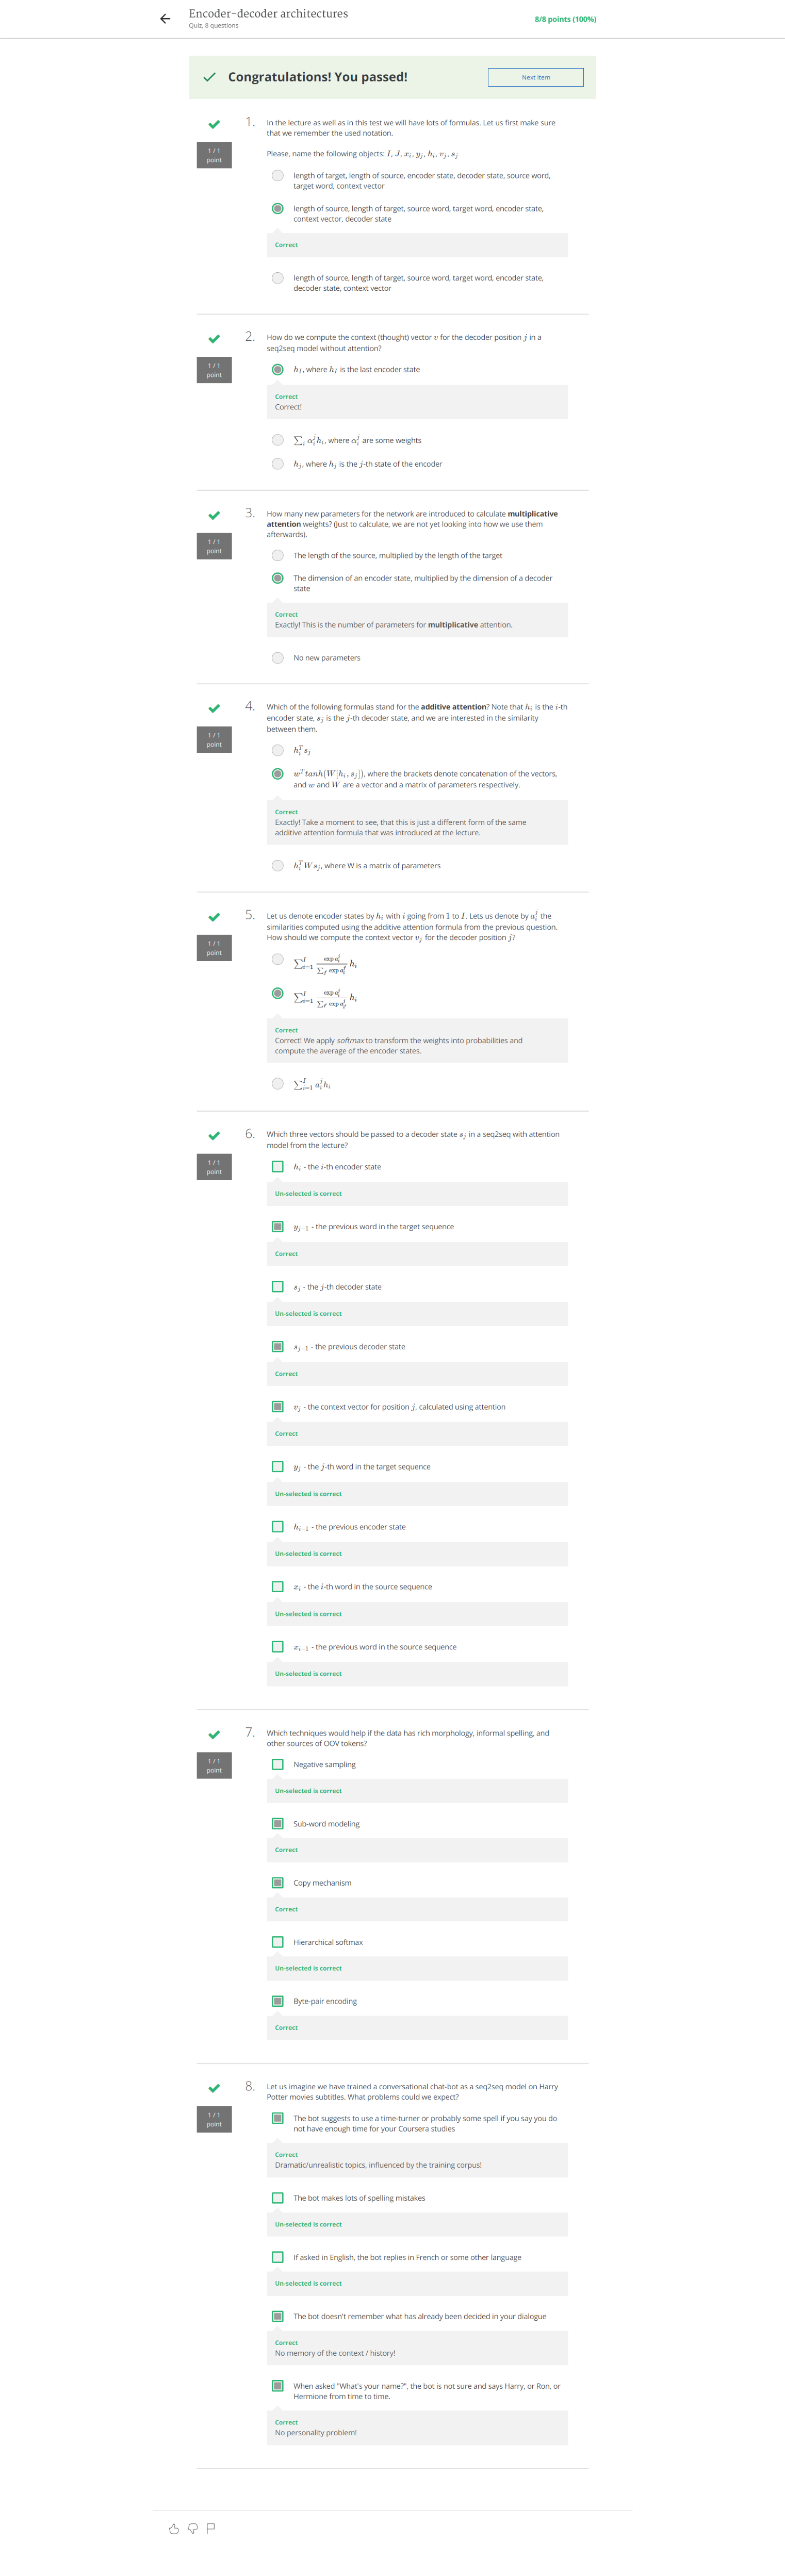 Encoder-decoder architectures
Quiz, 8 questions
8/8 points (100%)
Congratulations! You passed!
Next Item
1.
1 / 1
point
In the lecture as well as in this test we will have lots of formulas. Let us first make sure
that we remember the used notation.
Please, name the following objects: I, J, x_i, y_j, h_i, v_j, s_j
length of target, length of source, encoder state, decoder state, source word,
target word, context vector
length of source, length of target, source word, target word, encoder state,
context vector, decoder state
Correct
length of source, length of target, source word, target word, encoder state,
decoder state, context vector
2.
1 / 1
point
How do we compute the context (thought) vector v for the decoder position j in a
seq2seq model without attention?
h_I, where h_I is the last encoder state
Correct
Correct!
∑_i α_i^j h_i, where α_i^j are some weights
h_j, where h_j is the j-th state of the encoder
3.
1 / 1
point
How many new parameters for the network are introduced to calculate multiplicative
attention weights? (Just to calculate, we are not yet looking into how we use them
afterwards).
The length of the source, multiplied by the length of the target
The dimension of an encoder state, multiplied by the dimension of a decoder
state
Correct
Exactly! This is the number of parameters for multiplicative attention.
No new parameters
4.
1 / 1
point
Which of the following formulas stand for the additive attention? Note that h_i is the i-th
encoder state, s_j is the j-th decoder state, and we are interested in the similarity
between them.
h_i^T s_j
w^T tanh(W[h_i, s_j]), where the brackets denote concatenation of the vectors,
and w and W are a vector and a matrix of parameters respectively.
Correct
Exactly! Take a moment to see, that this is just a different form of the same
additive attention formula that was introduced at the lecture.
h_i^T W s_j, where W is a matrix of parameters
5.
1 / 1
point
Let us denote encoder states by h_i with i going from 1 to I. Lets us denote by a_i^j the
similarities computed using the additive attention formula from the previous question.
How should we compute the context vector v_j for the decoder position j?
∑_{i=1}^I exp a_i^j / ∑_{j'} exp a_i^{j'} h_i
∑_{i=1}^I exp a_i^j / ∑_{i'} exp a_{i'}^j h_i
Correct
Correct! We apply softmax to transform the weights into probabilities and
compute the average of the encoder states.
∑_{i=1}^I a_i^j h_i
6.
1 / 1
point
Which three vectors should be passed to a decoder state s_j in a seq2seq with attention
model from the lecture?
h_i - the i-th encoder state
Un-selected is correct
y_{j-1} - the previous word in the target sequence
Correct
s_j - the j-th decoder state
Un-selected is correct
s_{j-1} - the previous decoder state
Correct
v_j - the context vector for position j, calculated using attention
Correct
y_j - the j-th word in the target sequence
Un-selected is correct
h_{i-1} - the previous encoder state
Un-selected is correct
x_i - the i-th word in the source sequence
Un-selected is correct
x_{i-1} - the previous word in the source sequence
Un-selected is correct
7.
1 / 1
point
Which techniques would help if the data has rich morphology, informal spelling, and
other sources of OOV tokens?
Negative sampling
Un-selected is correct
Sub-word modeling
Correct
Copy mechanism
Correct
Hierarchical softmax
Un-selected is correct
Byte-pair encoding
Correct
8.
1 / 1
point
Let us imagine we have trained a conversational chat-bot as a seq2seq model on Harry
Potter movies subtitles. What problems could we expect?
The bot suggests to use a time-turner or probably some spell if you say you do
not have enough time for your Coursera studies
Correct
Dramatic/unrealistic topics, influenced by the training corpus!
The bot makes lots of spelling mistakes
Un-selected is correct
If asked in English, the bot replies in French or some other language
Un-selected is correct
The bot doesn't remember what has already been decided in your dialogue
Correct
No memory of the context / history!
When asked "What's your name?", the bot is not sure and says Harry, or Ron, or
Hermione from time to time.
Correct
No personality problem!